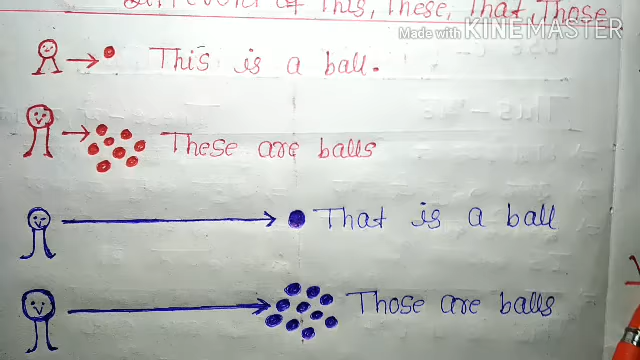 Different of This, These, That, Those
Made with KINEMASTER
This is a ball.
These are balls
That is a ball
Those are balls